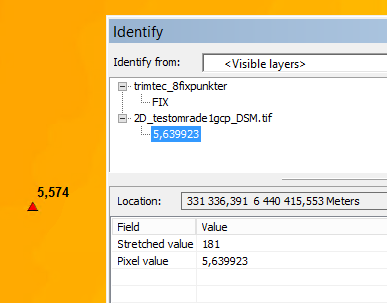 Identify
Identify from: <Visible layers>
trimtec_8fixpunkter
FIX
2D_testomrade1gcp_DSM.tif
5,639923
5,574
Location: 331 336,391 6 440 415,553 Meters
Field Value
Stretched value 181
Pixel value 5,639923